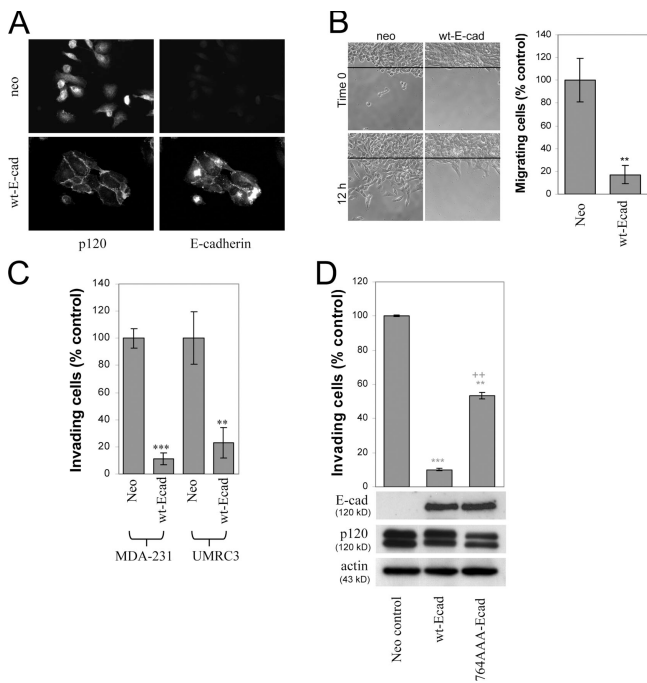 A
neo
wt-E-cad
p120
E-cadherin
B
neo
wt-E-cad
Time 0
12 h
Migrating cells (% control)
140
120
100
80
60
40
20
0
**
Neo
wt-Ecad
C
Invading cells (% control)
140
120
100
80
60
40
20
0
***
**
Neo
wt-Ecad
Neo
wt-Ecad
MDA-231
UMRC3
D
Invading cells (% control)
120
100
80
60
40
20
0
***
++
**
E-cad
(120 kD)
p120
(120 kD)
actin
(43 kD)
Neo control
wt-Ecad
764AAA-Ecad